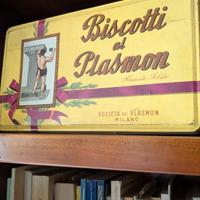 Biscotti
al
Plasmon
SOCIETÀ DEL PLASMON
MILANO